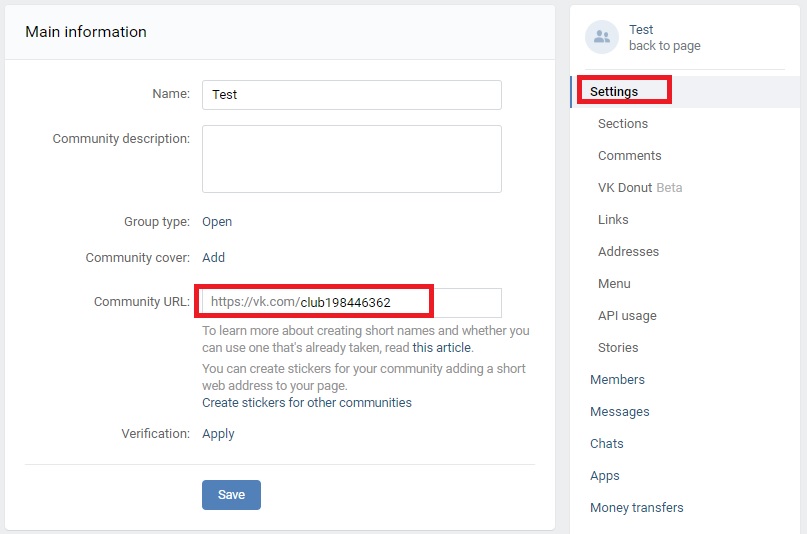 Main information
Name: Test
Community description:
Group type: Open
Community cover: Add
Community URL: https://vk.com/club198446362
To learn more about creating short names and whether you
can use one that's already taken, read this article.
You can create stickers for your community adding a short
web address to your page.
Create stickers for other communities
Verification: Apply
Save
Test
back to page
Settings
Sections
Comments
VK Donut Beta
Links
Addresses
Menu
API usage
Stories
Members
Messages
Chats
Apps
Money transfers